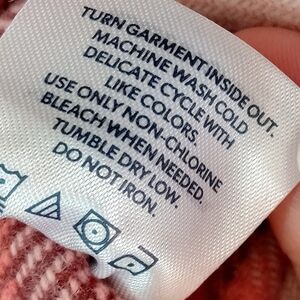 TURN GARMENT INSIDE OUT.
MACHINE WASH COLD
DELICATE CYCLE WITH
LIKE COLORS
USE ONLY NON-CHLORINE
BLEACH WHEN NEEDED.
TUMBLE DRY LOW.
DO NOT IRON.